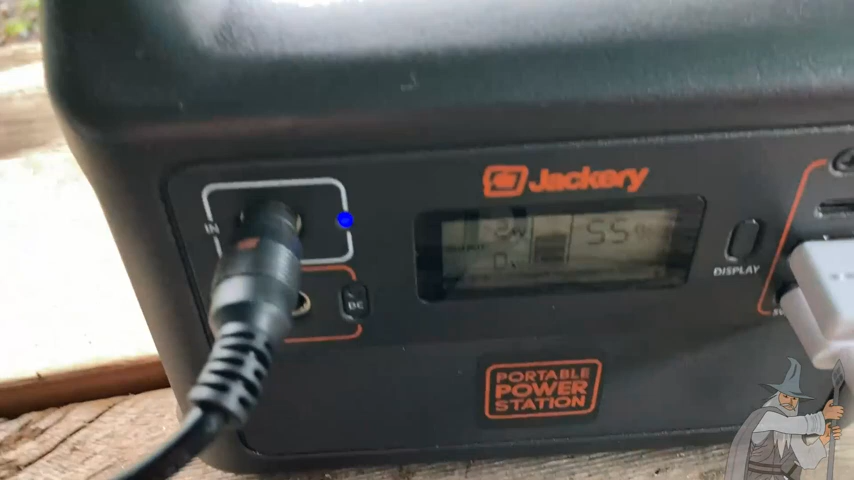 Jackery
IN
55%
DISPLAY
DC
PORTABLE
POWER
STATION